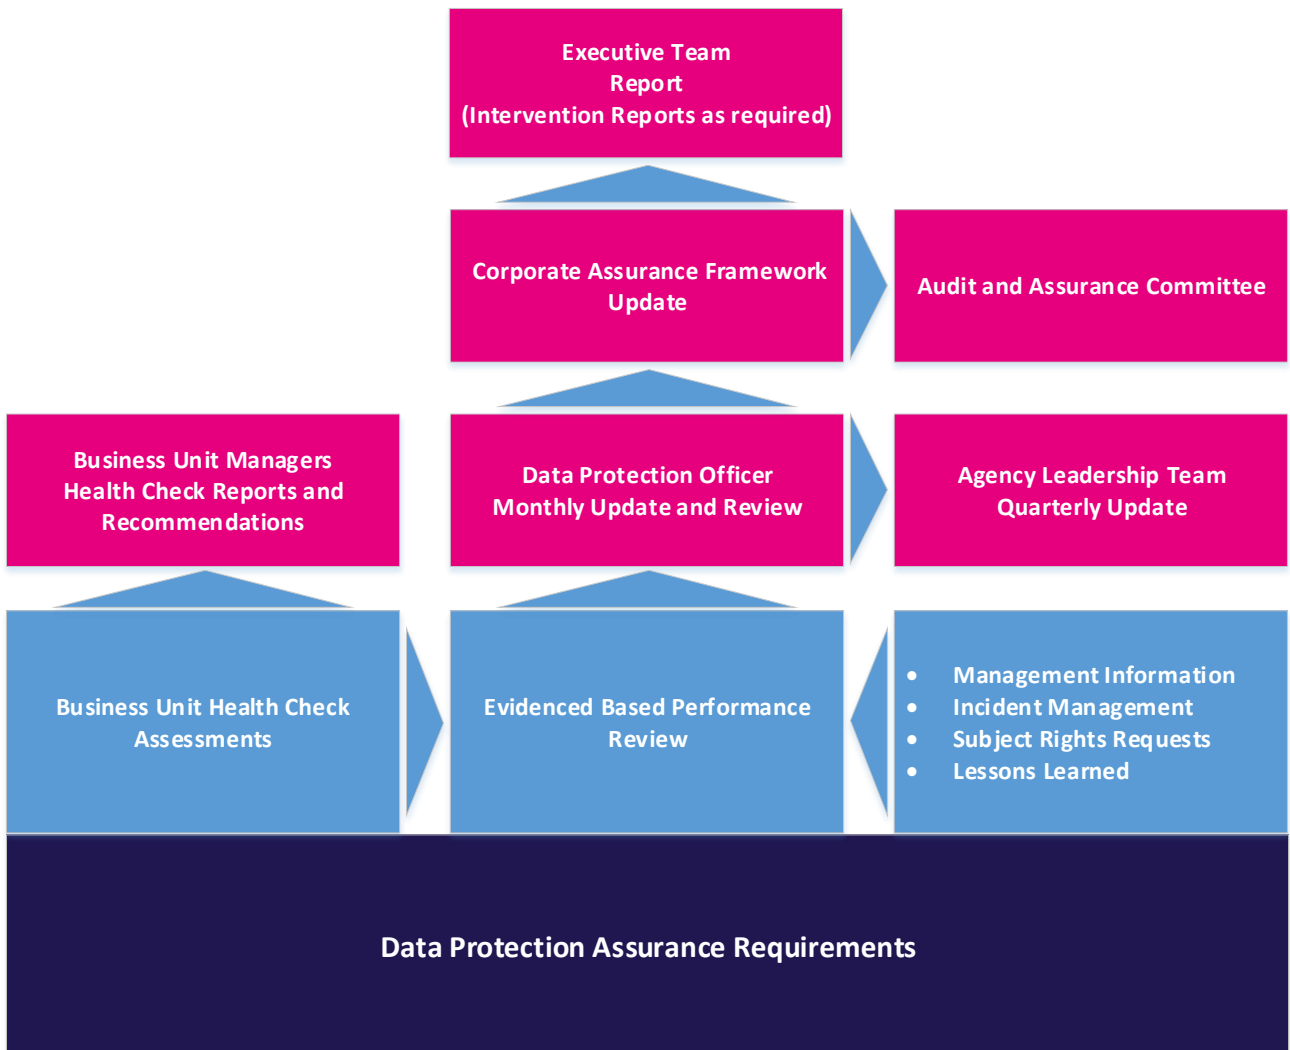 Executive Team
Report
(Intervention Reports as required)
Corporate Assurance Framework
Update
Audit and Assurance Committee
Business Unit Managers
Health Check Reports and
Recommendations
Data Protection Officer
Monthly Update and Review
Agency Leadership Team
Quarterly Update
Business Unit Health Check
Assessments
Evidenced Based Performance
Review
• Management Information
• Incident Management
• Subject Rights Requests
• Lessons Learned
Data Protection Assurance Requirements